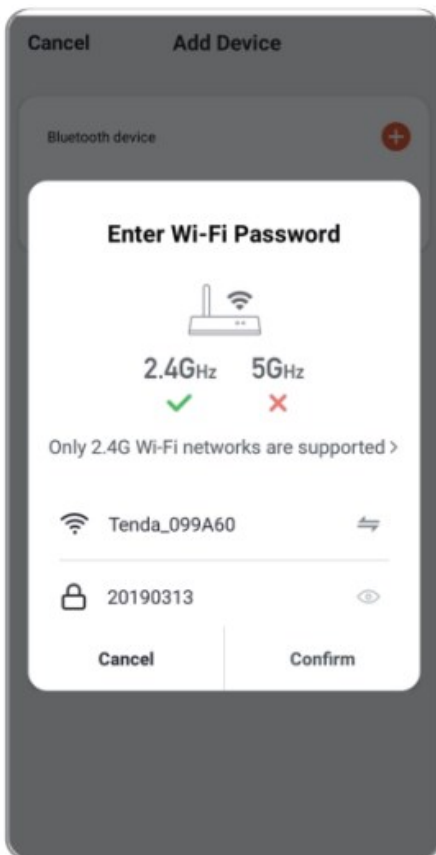 Cancel Add Device
Bluetooth device
Enter Wi-Fi Password
2.4GHz 5GHz
Only 2.4G Wi-Fi networks are supported >
Tenda_099A60
20190313
Cancel Confirm